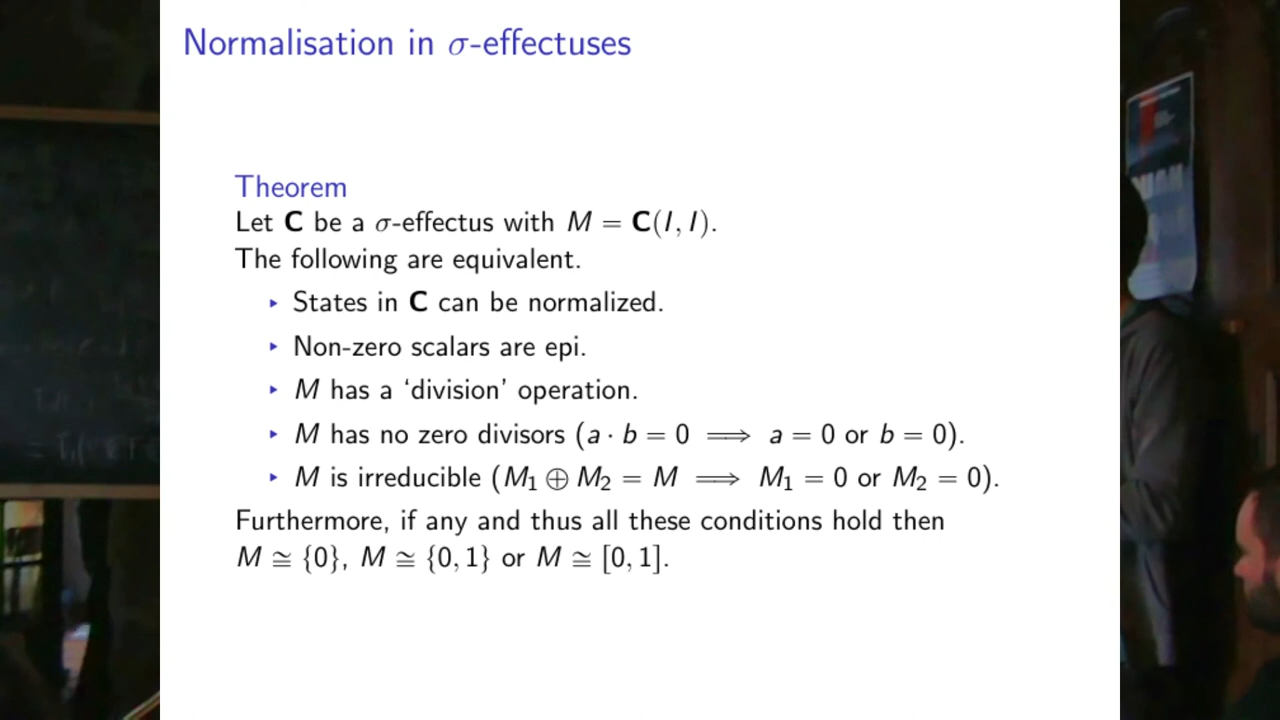 Normalisation in σ-effectuses
Theorem
Let C be a σ-effectus with M = C(I, I).
The following are equivalent.
▸ States in C can be normalized.
▸ Non-zero scalars are epi.
▸ M has a ‘division’ operation.
▸ M has no zero divisors (a · b = 0 ⟹ a = 0 or b = 0).
▸ M is irreducible (M₁ ⊕ M₂ = M ⟹ M₁ = 0 or M₂ = 0).
Furthermore, if any and thus all these conditions hold then
M ≅ {0}, M ≅ {0, 1} or M ≅ [0, 1].